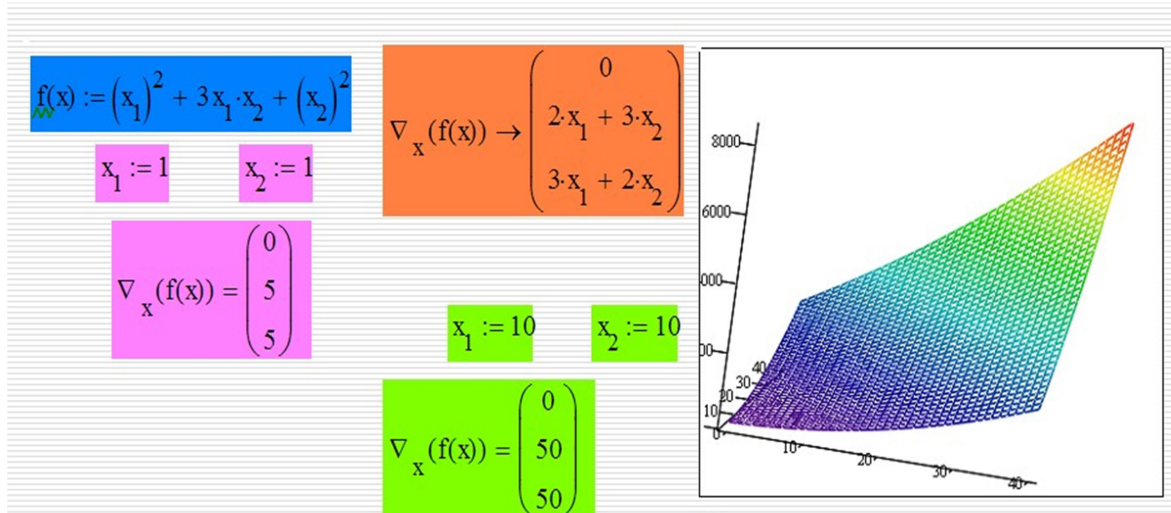 f(x) := (x₁)² + 3x₁·x₂ + (x₂)²
x₁ := 1
x₂ := 1
∇ₓ(f(x)) = (0
5
5)
∇ₓ(f(x)) → (0
2·x₁ + 3·x₂
3·x₁ + 2·x₂)
x₁ := 10
x₂ := 10
∇ₓ(f(x)) = (0
50
50)
8000
6000
000
00
40
30
20
10
0
10
20
30
40